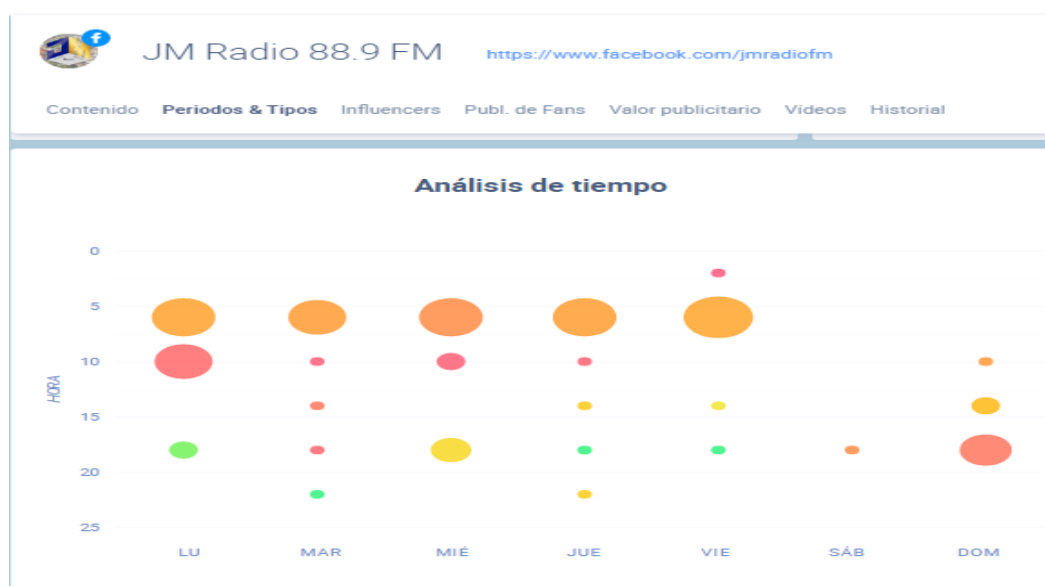 JM Radio 88.9 FM https://www.facebook.com/jmradiofm
Contenido Periodos & Tipos Influencers Publ. de Fans Valor publicitario Vídeos Historial
Análisis de tiempo
0
5
10
HORA
15
20
25
LU MAR MIÉ JUE VIE SÁB DOM